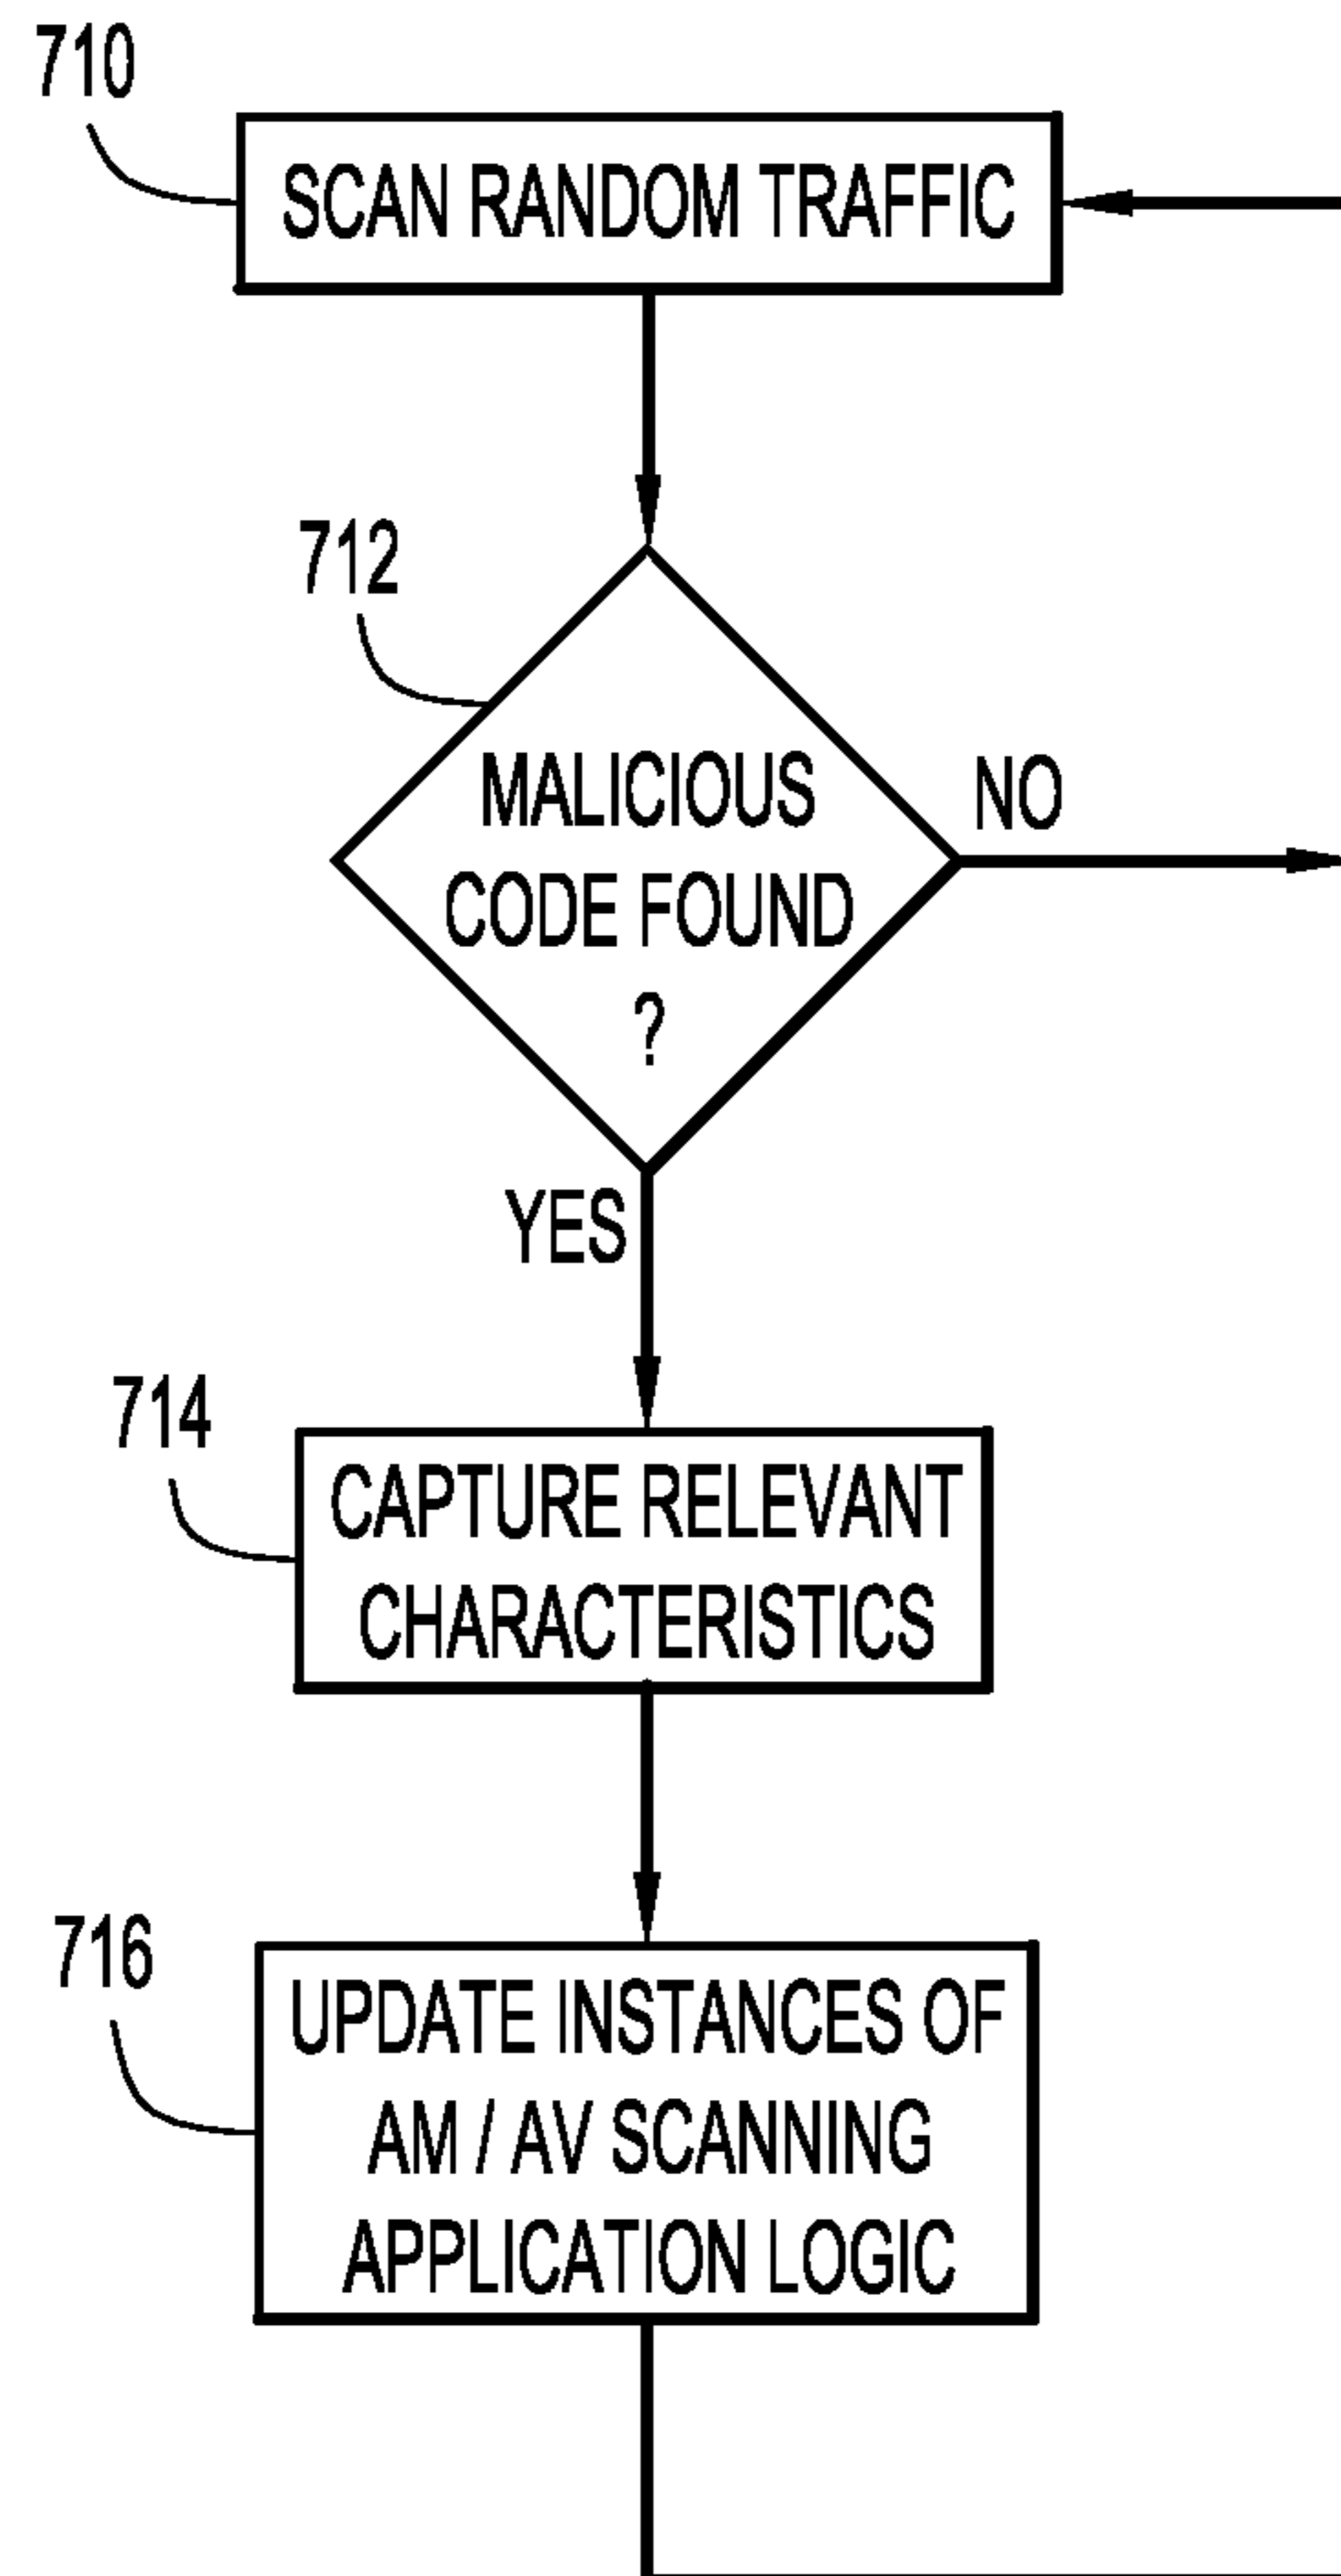 710
SCAN RANDOM TRAFFIC
712
MALICIOUS
CODE FOUND
?
NO
YES
714
CAPTURE RELEVANT
CHARACTERISTICS
716
UPDATE INSTANCES OF
AM / AV SCANNING
APPLICATION LOGIC